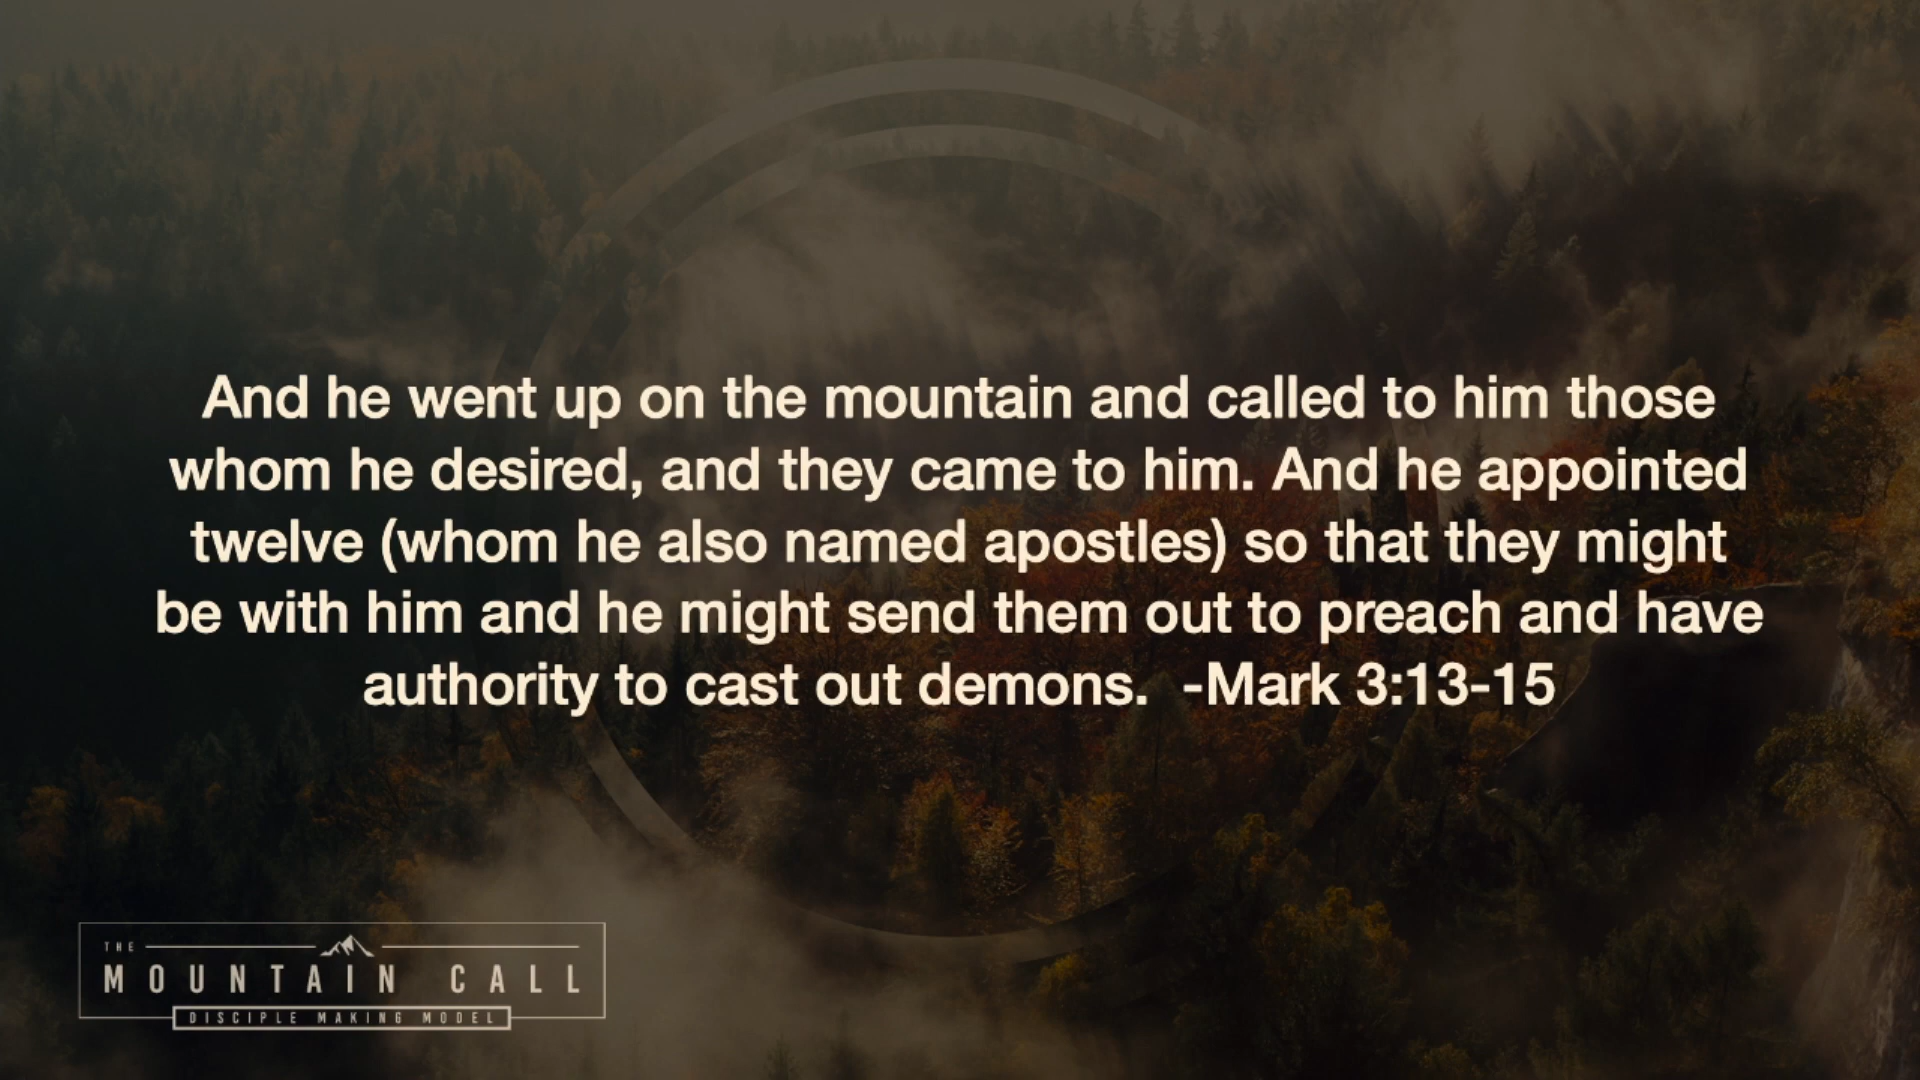 And he went up on the mountain and called to him those
whom he desired, and they came to him. And he appointed
twelve (whom he also named apostles) so that they might
be with him and he might send them out to preach and have
authority to cast out demons.  -Mark 3:13-15
THE
MOUNTAIN CALL
DISCIPLE MAKING MODEL